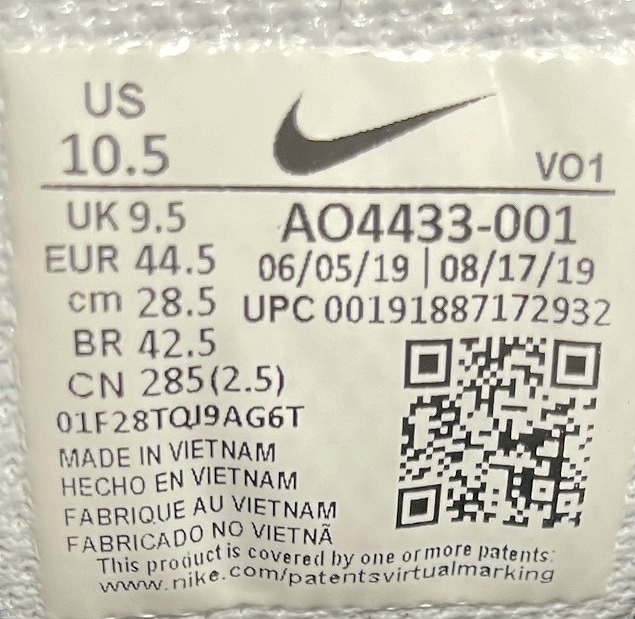 US
10.5
VO1
UK 9.5
EUR 44.5
cm 28.5
BR 42.5
CN 285(2.5)
AO4433-001
06/05/19 | 08/17/19
UPC 00191887172932
01F28TQJ9AG6T
MADE IN VIETNAM
HECHO EN VIETNAM
FABRIQUE AU VIETNAM
FABRICADO NO VIETNÃ
This product is covered by one or more patents:
www.nike.com/patentsvirtualmarking